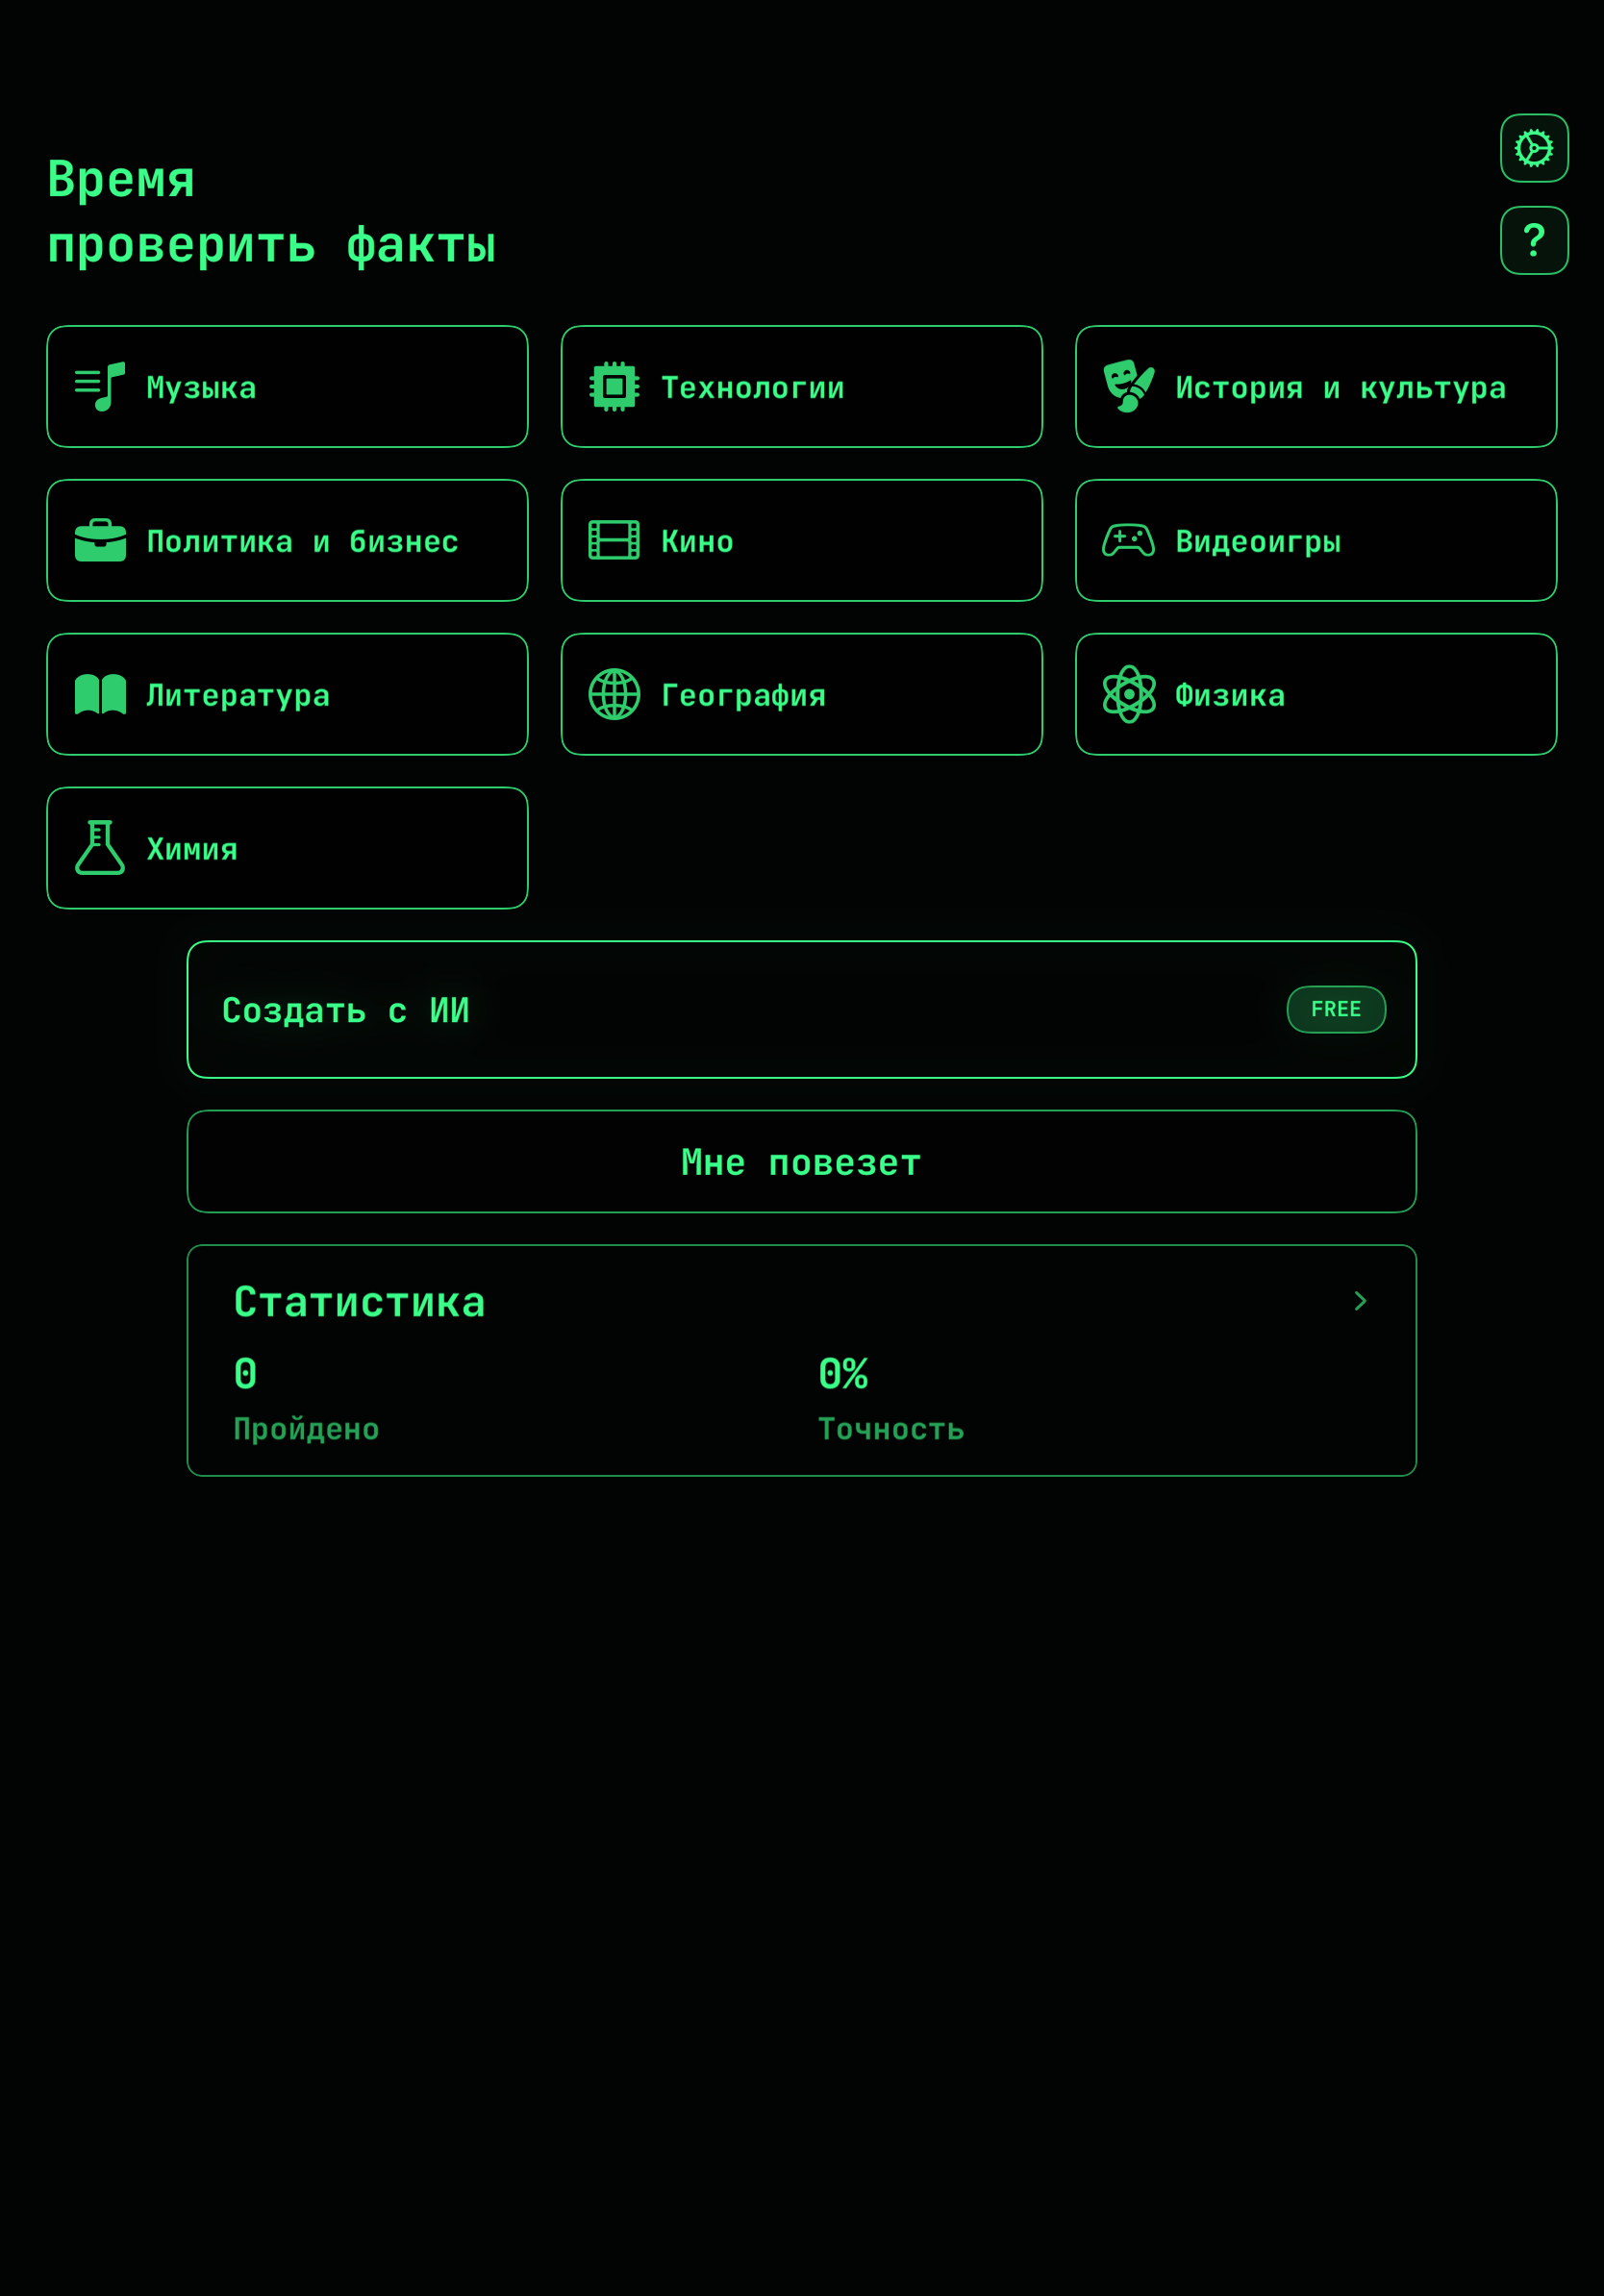 Время
проверить факты
?
Музыка
Технологии
История и культура
Политика и бизнес
Кино
Видеоигры
Литература
География
Физика
Химия
Создать с ИИ
FREE
Мне повезет
Статистика
0
0%
Пройдено
Точность